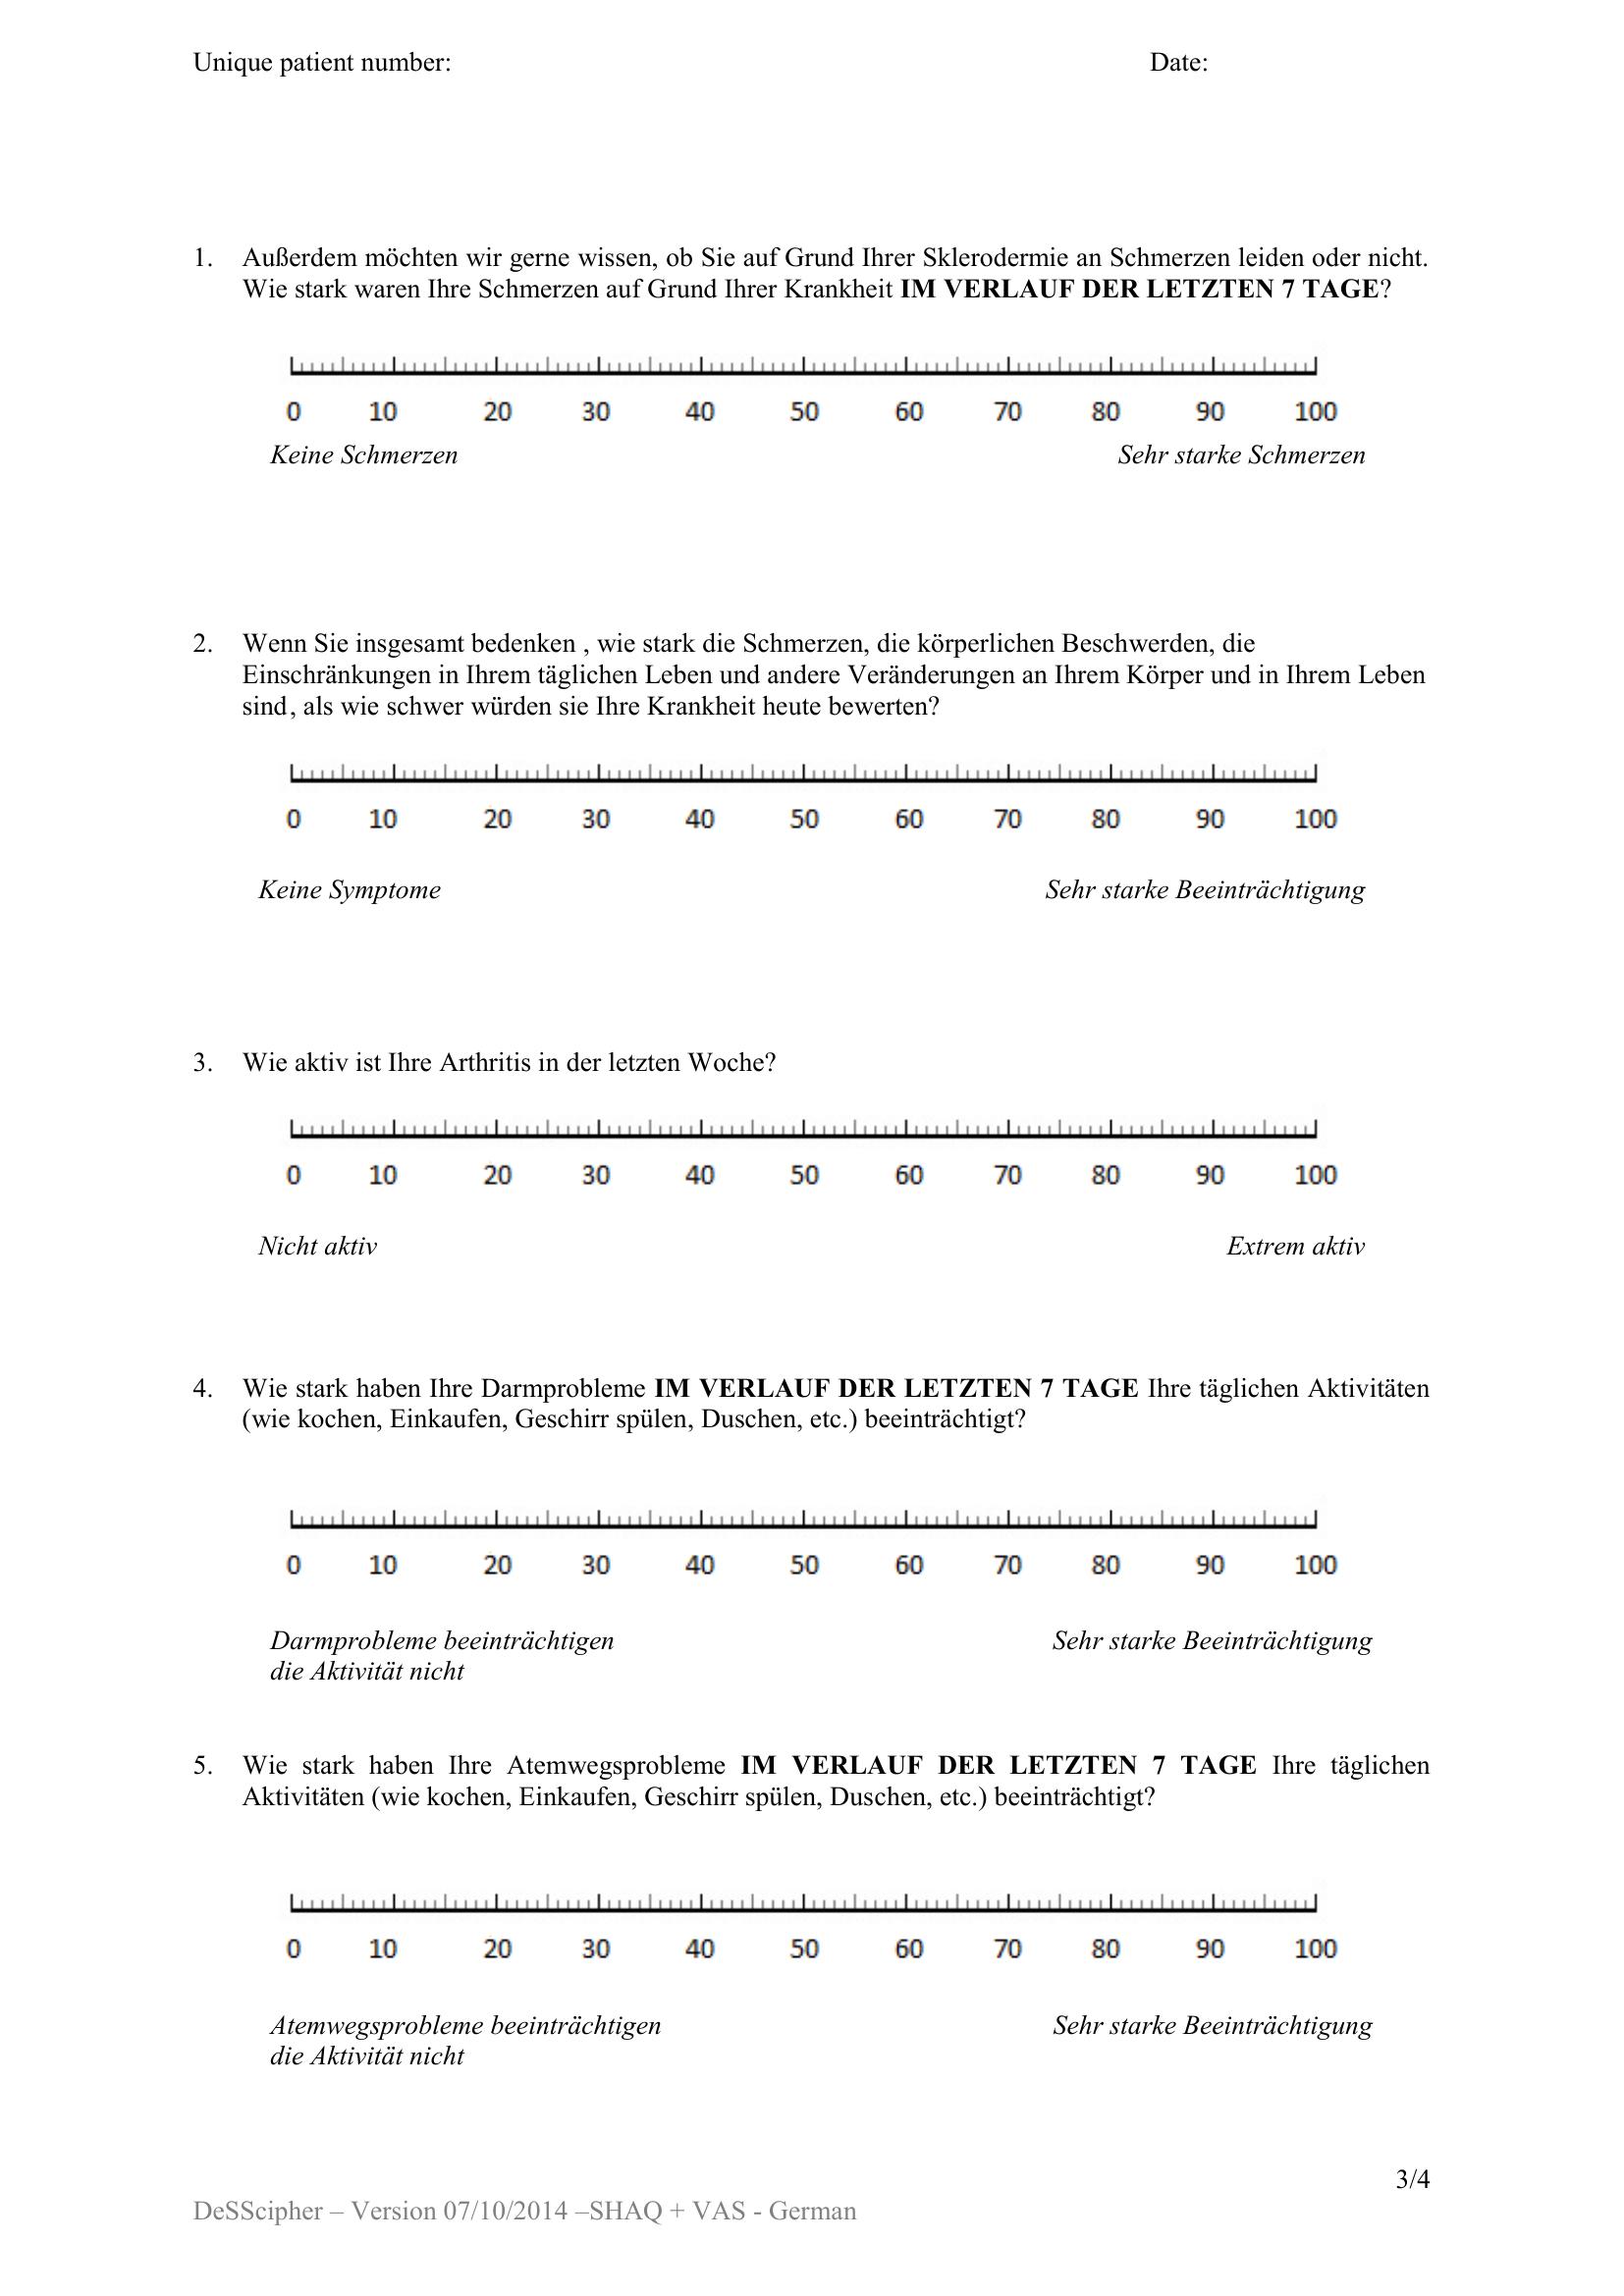 Unique patient number: Date:
1. Außerdem möchten wir gerne wissen, ob Sie auf Grund Ihrer Sklerodermie an Schmerzen leiden oder nicht.
Wie stark waren Ihre Schmerzen auf Grund Ihrer Krankheit IM VERLAUF DER LETZTEN 7 TAGE?
0 10 20 30 40 50 60 70 80 90 100
Keine Schmerzen Sehr starke Schmerzen
2. Wenn Sie insgesamt bedenken , wie stark die Schmerzen, die körperlichen Beschwerden, die
Einschränkungen in Ihrem täglichen Leben und andere Veränderungen an Ihrem Körper und in Ihrem Leben
sind, als wie schwer würden sie Ihre Krankheit heute bewerten?
0 10 20 30 40 50 60 70 80 90 100
Keine Symptome Sehr starke Beeinträchtigung
3. Wie aktiv ist Ihre Arthritis in der letzten Woche?
0 10 20 30 40 50 60 70 80 90 100
Nicht aktiv Extrem aktiv
4. Wie stark haben Ihre Darmprobleme IM VERLAUF DER LETZTEN 7 TAGE Ihre täglichen Aktivitäten
(wie kochen, Einkaufen, Geschirr spülen, Duschen, etc.) beeinträchtigt?
0 10 20 30 40 50 60 70 80 90 100
Darmprobleme beeinträchtigen Sehr starke Beeinträchtigung
die Aktivität nicht
5. Wie stark haben Ihre Atemwegsprobleme IM VERLAUF DER LETZTEN 7 TAGE Ihre täglichen
Aktivitäten (wie kochen, Einkaufen, Geschirr spülen, Duschen, etc.) beeinträchtigt?
0 10 20 30 40 50 60 70 80 90 100
Atemwegsprobleme beeinträchtigen Sehr starke Beeinträchtigung
die Aktivität nicht
3/4
DeSScipher – Version 07/10/2014 –SHAQ + VAS - German